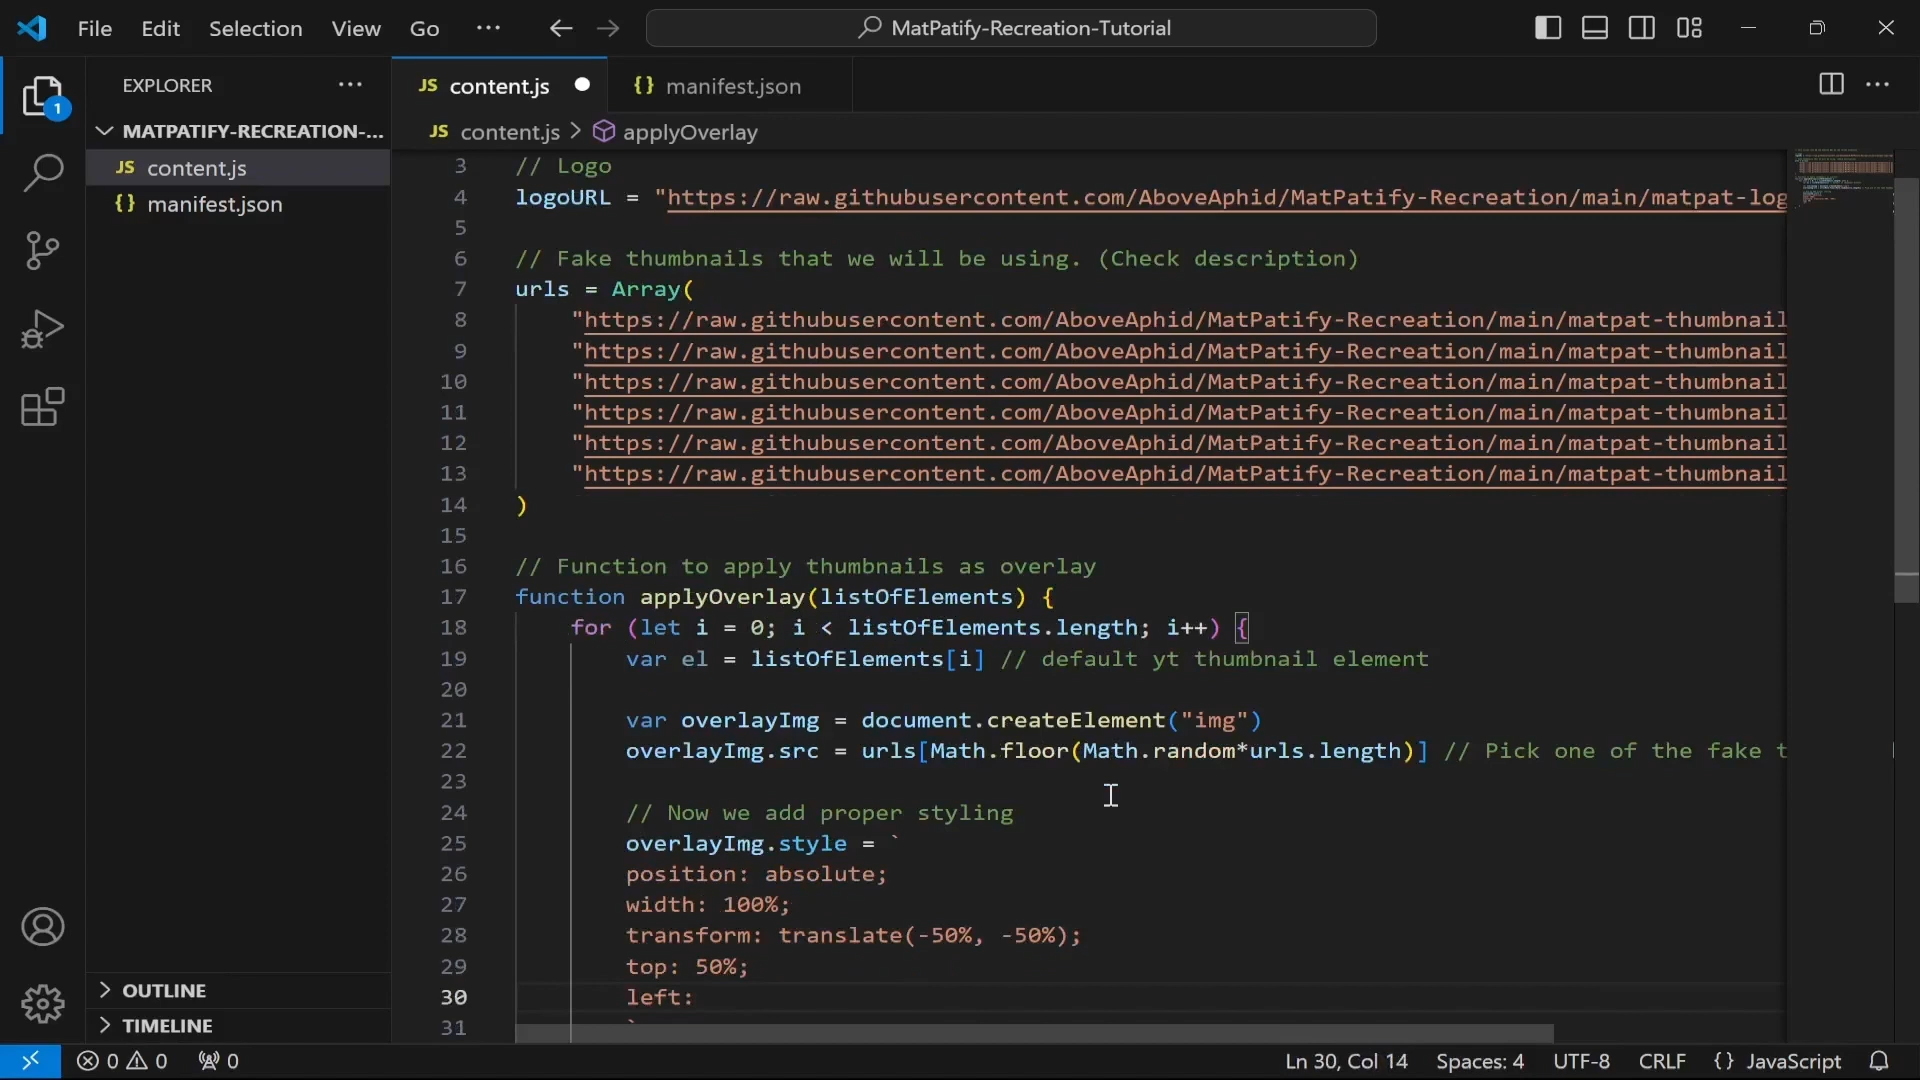 File Edit Selection View Go ··· MatPatify-Recreation-Tutorial
EXPLORER ···
1
MATPATIFY-RECREATION-...
JS content.js
{} manifest.json
OUTLINE
TIMELINE
JS content.js {} manifest.json ···
JS content.js > applyOverlay
3 // Logo
4 logoURL = "https://raw.githubusercontent.com/AboveAphid/MatPatify-Recreation/main/matpat-log
5
6 // Fake thumbnails that we will be using. (Check description)
7 urls = Array(
8 "https://raw.githubusercontent.com/AboveAphid/MatPatify-Recreation/main/matpat-thumbnail
9 "https://raw.githubusercontent.com/AboveAphid/MatPatify-Recreation/main/matpat-thumbnail
10 "https://raw.githubusercontent.com/AboveAphid/MatPatify-Recreation/main/matpat-thumbnail
11 "https://raw.githubusercontent.com/AboveAphid/MatPatify-Recreation/main/matpat-thumbnail
12 "https://raw.githubusercontent.com/AboveAphid/MatPatify-Recreation/main/matpat-thumbnail
13 "https://raw.githubusercontent.com/AboveAphid/MatPatify-Recreation/main/matpat-thumbnail
14 )
15
16 // Function to apply thumbnails as overlay
17 function applyOverlay(listOfElements) {
18 for (let i = 0; i < listOfElements.length; i++) {
19 var el = listOfElements[i] // default yt thumbnail element
20
21 var overlayImg = document.createElement("img")
22 overlayImg.src = urls[Math.floor(Math.random*urls.length)] // Pick one of the fake t
23
24 // Now we add proper styling
25 overlayImg.style = `
26 position: absolute;
27 width: 100%;
28 transform: translate(-50%, -50%);
29 top: 50%;
30 left:
31 `
0 0 0 Ln 30, Col 14 Spaces: 4 UTF-8 CRLF {} JavaScript